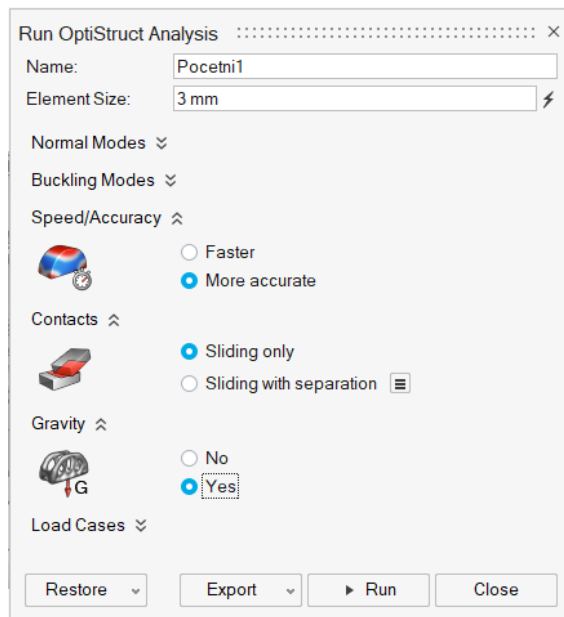 Run OptiStruct Analysis
Name: Pocetni1
Element Size: 3 mm
Normal Modes
Buckling Modes
Speed/Accuracy
Faster
More accurate
Contacts
Sliding only
Sliding with separation
Gravity
No
G
Yes
Load Cases
Restore Export Run Close